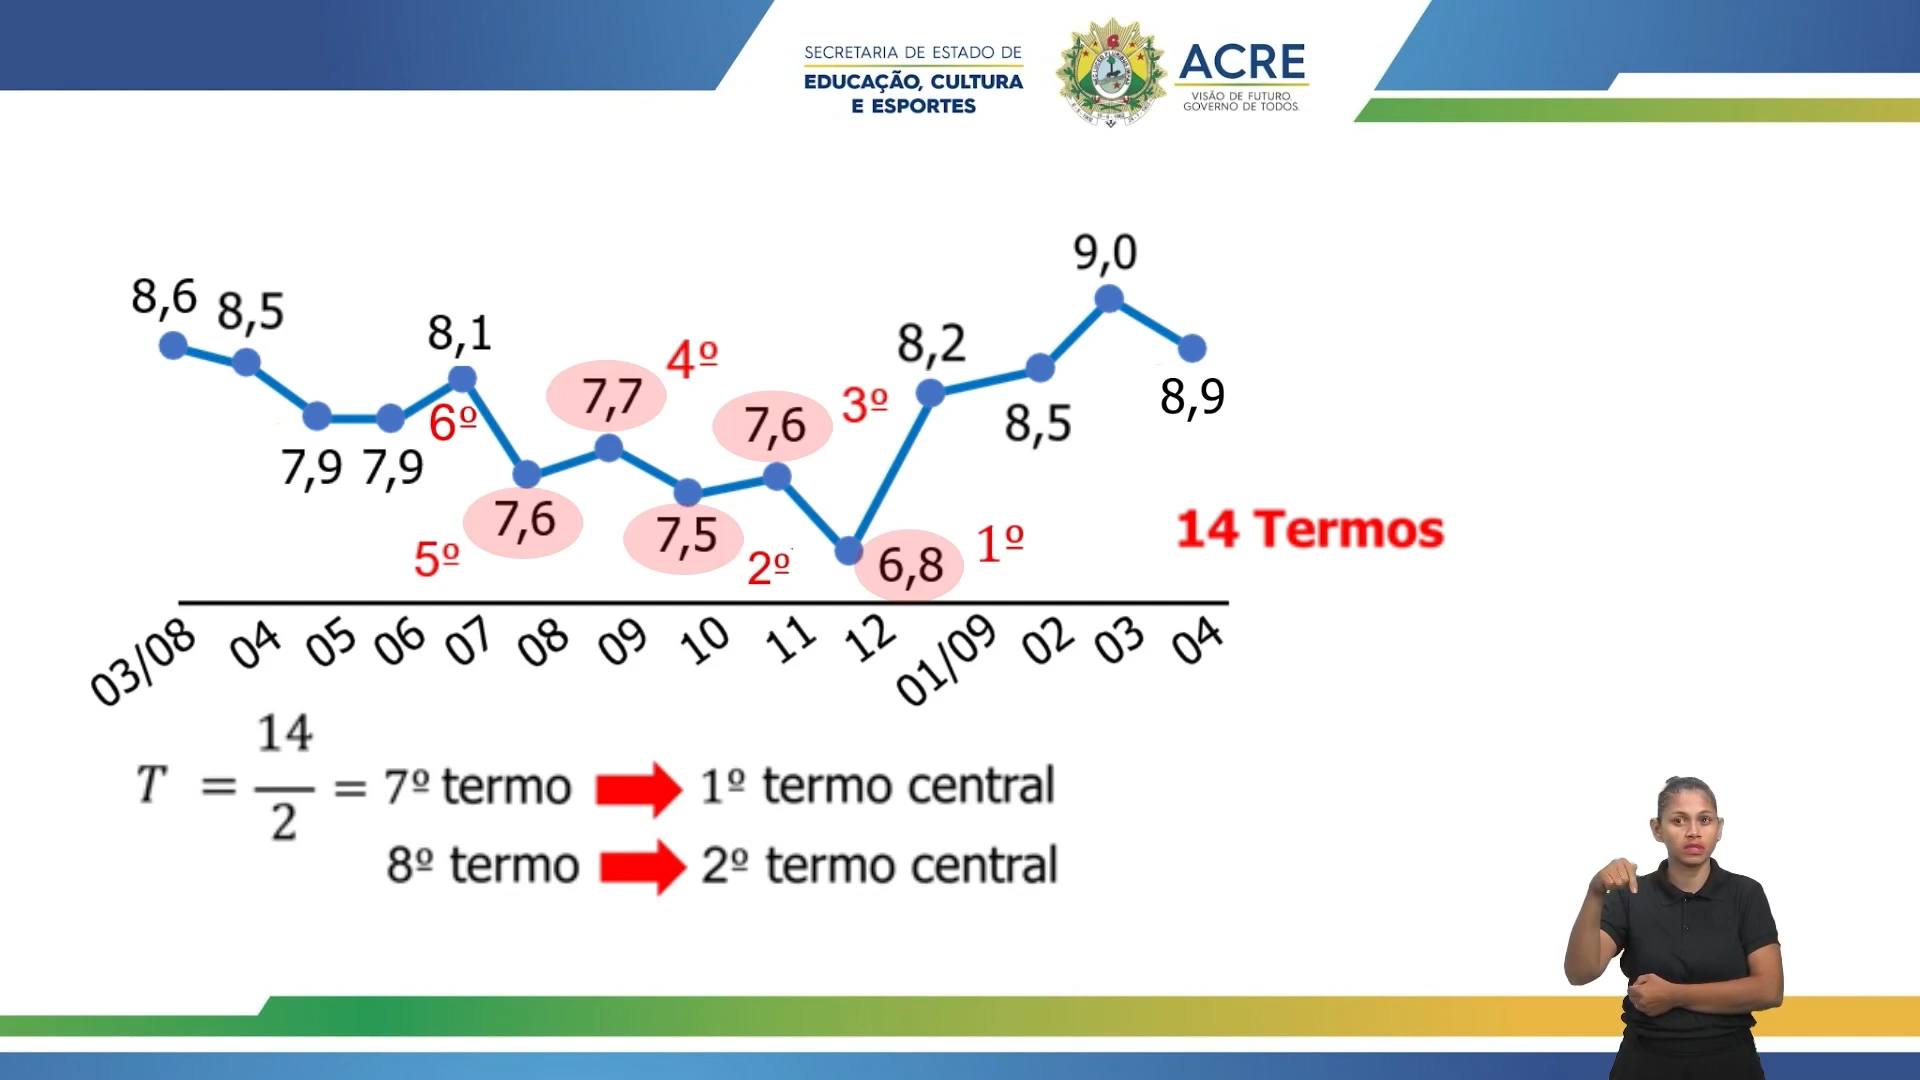 SECRETARIA DE ESTADO DE
EDUCAÇÃO, CULTURA
E ESPORTES
ACRE
VISÃO DE FUTURO.
GOVERNO DE TODOS.
9,0
8,6 8,5
8,1
8,2
4º
7,7
3º
8,9
6º
7,6
8,5
7,9 7,9
7,6
7,5
14 Termos
5º
2º
6,8
1º
03/08 04 05 06 07 08 09 10 11 12 01/09 02 03 04
T = 14/2 = 7º termo 1º termo central
8º termo 2º termo central